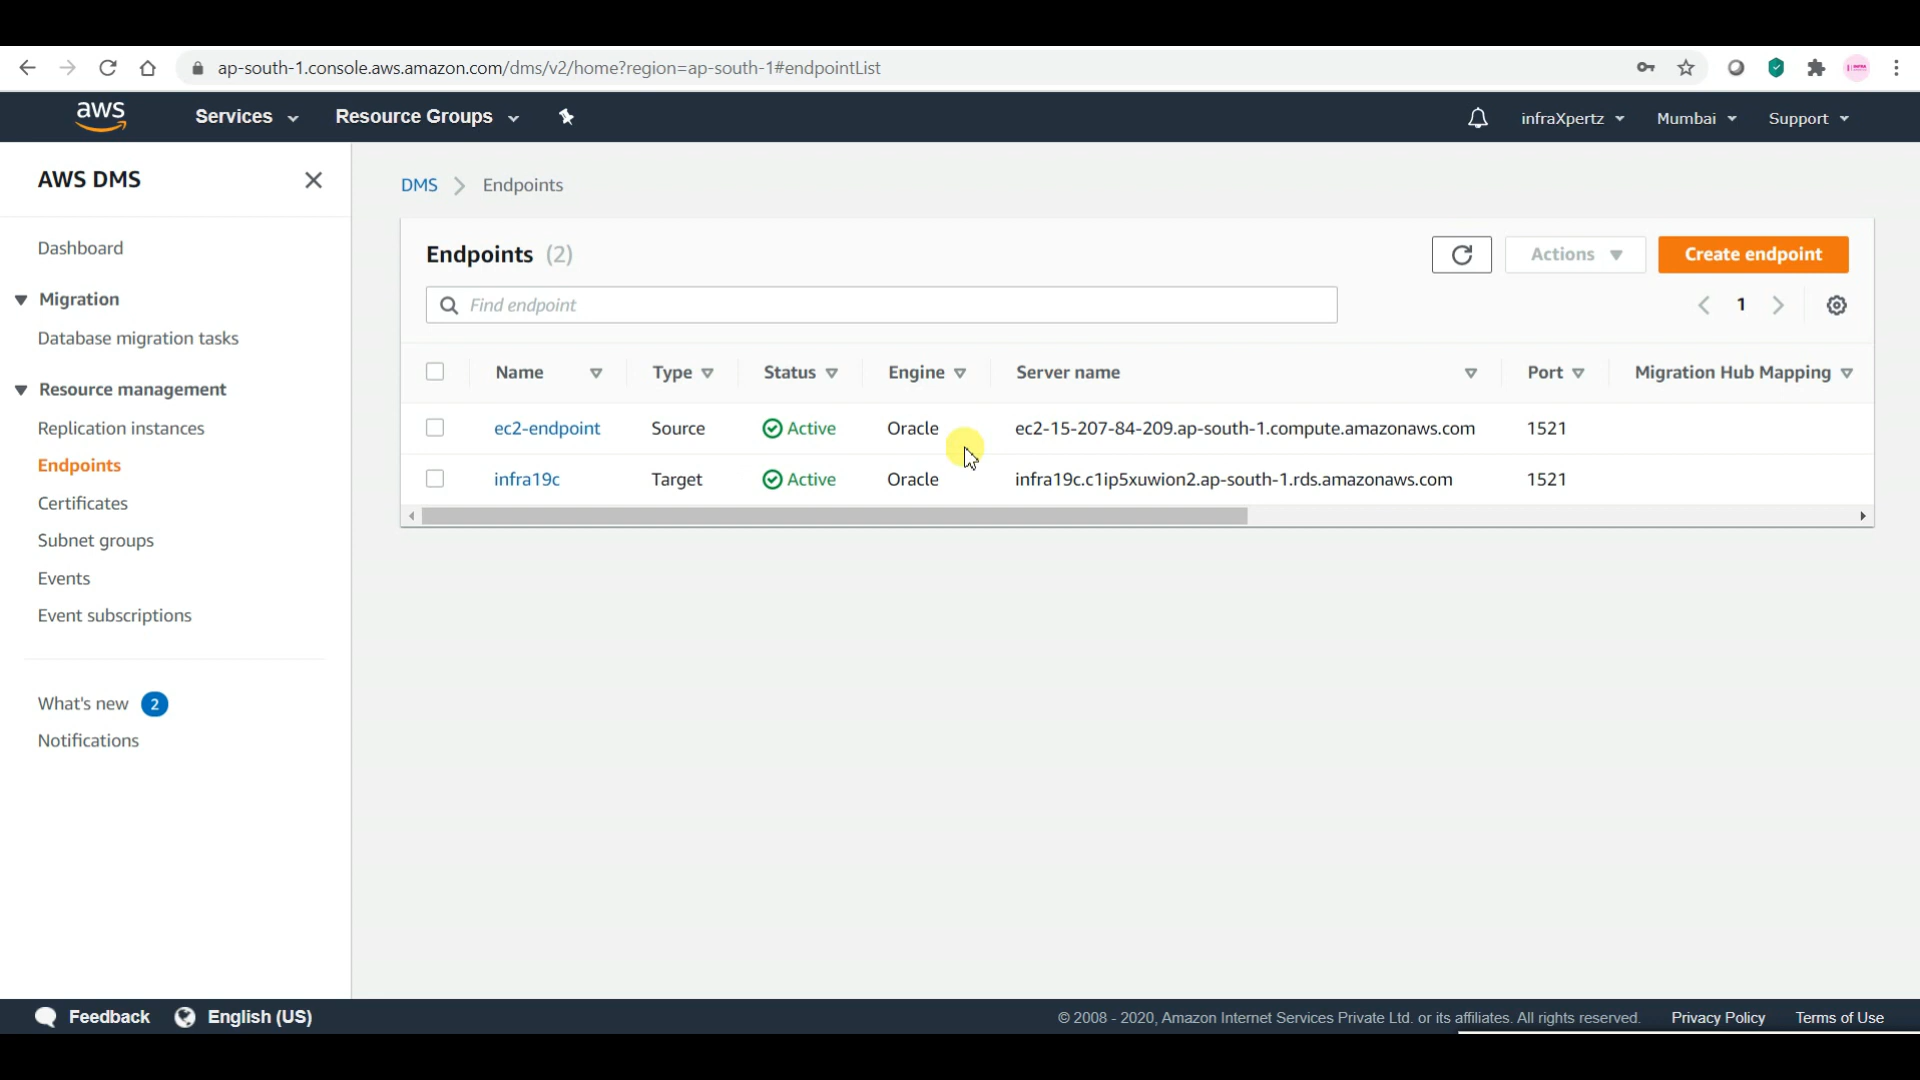 ap-south-1.console.aws.amazon.com/dms/v2/home?region=ap-south-1#endpointList
aws Services Resource Groups infraXpertz Mumbai Support
AWS DMS
Dashboard
Migration
Database migration tasks
Resource management
Replication instances
Endpoints
Certificates
Subnet groups
Events
Event subscriptions
What's new 2
Notifications
DMS Endpoints
Endpoints (2) Actions Create endpoint
Find endpoint 1
Name Type Status Engine Server name Port Migration Hub Mapping
ec2-endpoint Source Active Oracle ec2-15-207-84-209.ap-south-1.compute.amazonaws.com 1521
infra19c Target Active Oracle infra19c.c1ip5xuwion2.ap-south-1.rds.amazonaws.com 1521
Feedback English (US) © 2008 - 2020, Amazon Internet Services Private Ltd. or its affiliates. All rights reserved. Privacy Policy Terms of Use